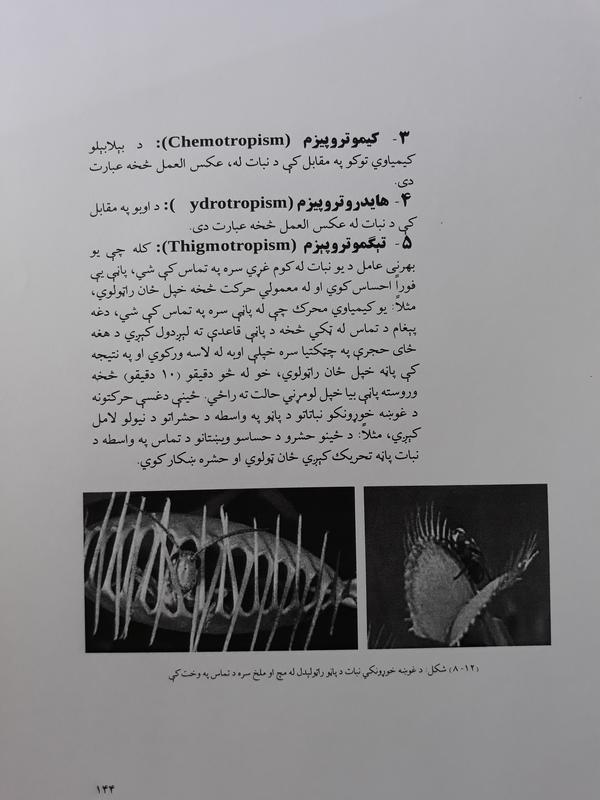 ۳- کیموتروپیزم (Chemotropism): د بېلابېلو
کیمیاوي توکو په مقابل کې د نبات له، عکس العمل څخه عبارت
دی.
۴- هایدروتروپیزم (ydrotropism ): د اوبو په مقابل
کې د نبات له عکس العمل څخه عبارت دی.
۵- تېګموتروپېزم (Thigmotropism): کله چې یو
بهرنی عامل د یو نبات له کوم غړي سره په تماس کې شي، پاڼې یې
فوراً احساس کوي او له معمولي حرکت څخه خپل ځان راټولوي،
مثلاً: یو کیمیاوي محرک چې له پاڼې سره په تماس کې شي، دغه
پېغام د تماس له ټکي څخه د پاڼې قاعدې ته لېږدول کېږي د هغه
ځای حجرې په چټکتیا سره خپلې اوبه له لاسه ورکوي او په نتیجه
کې پاڼه خپل ځان راټولوي، خو له څو دقیقو (۱۰ دقیقو) څخه
وروسته پاڼې بیا خپل لومړني حالت ته راځي. ځینې دغسې حرکتونه
د غوښه خوړونکو نباتاتو د پاڼو په واسطه د حشراتو د نیولو لامل
کېږي، مثلاً: د ځینو حشرو د حساسو وېښتانو د تماس په واسطه د
نبات پاڼه تحریک کېږي ځان ټولوي او حشره ښکار کوي.
(۱۲-۸) شکل: د غوښه خوړونکي نبات د پاڼو راټولېدل له مچ او ملخ سره د تماس په وخت کې
۱۴۴